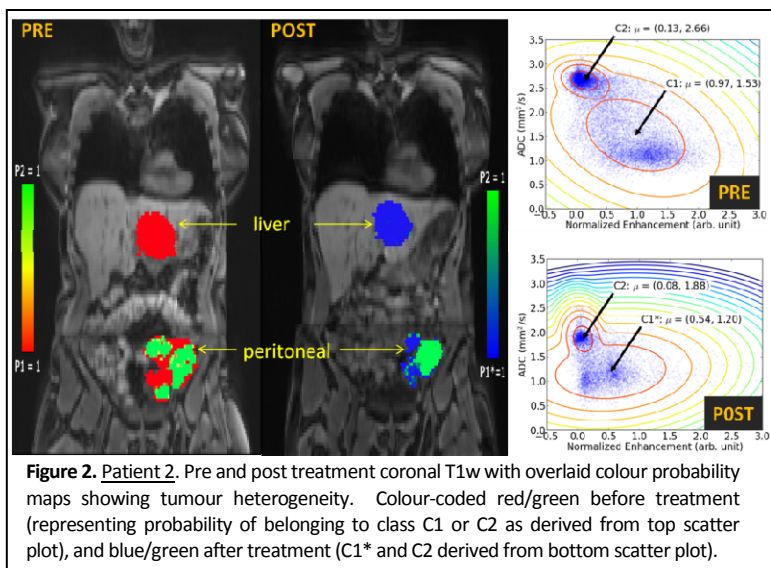 PRE
POST
P2 = 1
P1 = 1
liver
peritoneal
P2 = 1
P1*=1
C2: μ = (0.13, 2.66)
C1: μ = (0.97, 1.53)
ADC (mm²/s)
3.5
3.0
2.5
2.0
1.5
1.0
0.5
0.0
-0.5 0.0 0.5 1.0 1.5 2.0 2.5 3.0
Normalized Enhancement (arb. unit)
PRE
C2: μ = (0.08, 1.88)
C1*: μ = (0.54, 1.20)
ADC (mm²/s)
3.5
3.0
2.5
2.0
1.5
1.0
0.5
0.0
-0.5 0.0 0.5 1.0 1.5 2.0 2.5 3.0
Normalized Enhancement (arb. unit)
POST
Figure 2. Patient 2. Pre and post treatment coronal T1w with overlaid colour probability
maps showing tumour heterogeneity. Colour-coded red/green before treatment
(representing probability of belonging to class C1 or C2 as derived from top scatter
plot), and blue/green after treatment (C1* and C2 derived from bottom scatter plot).